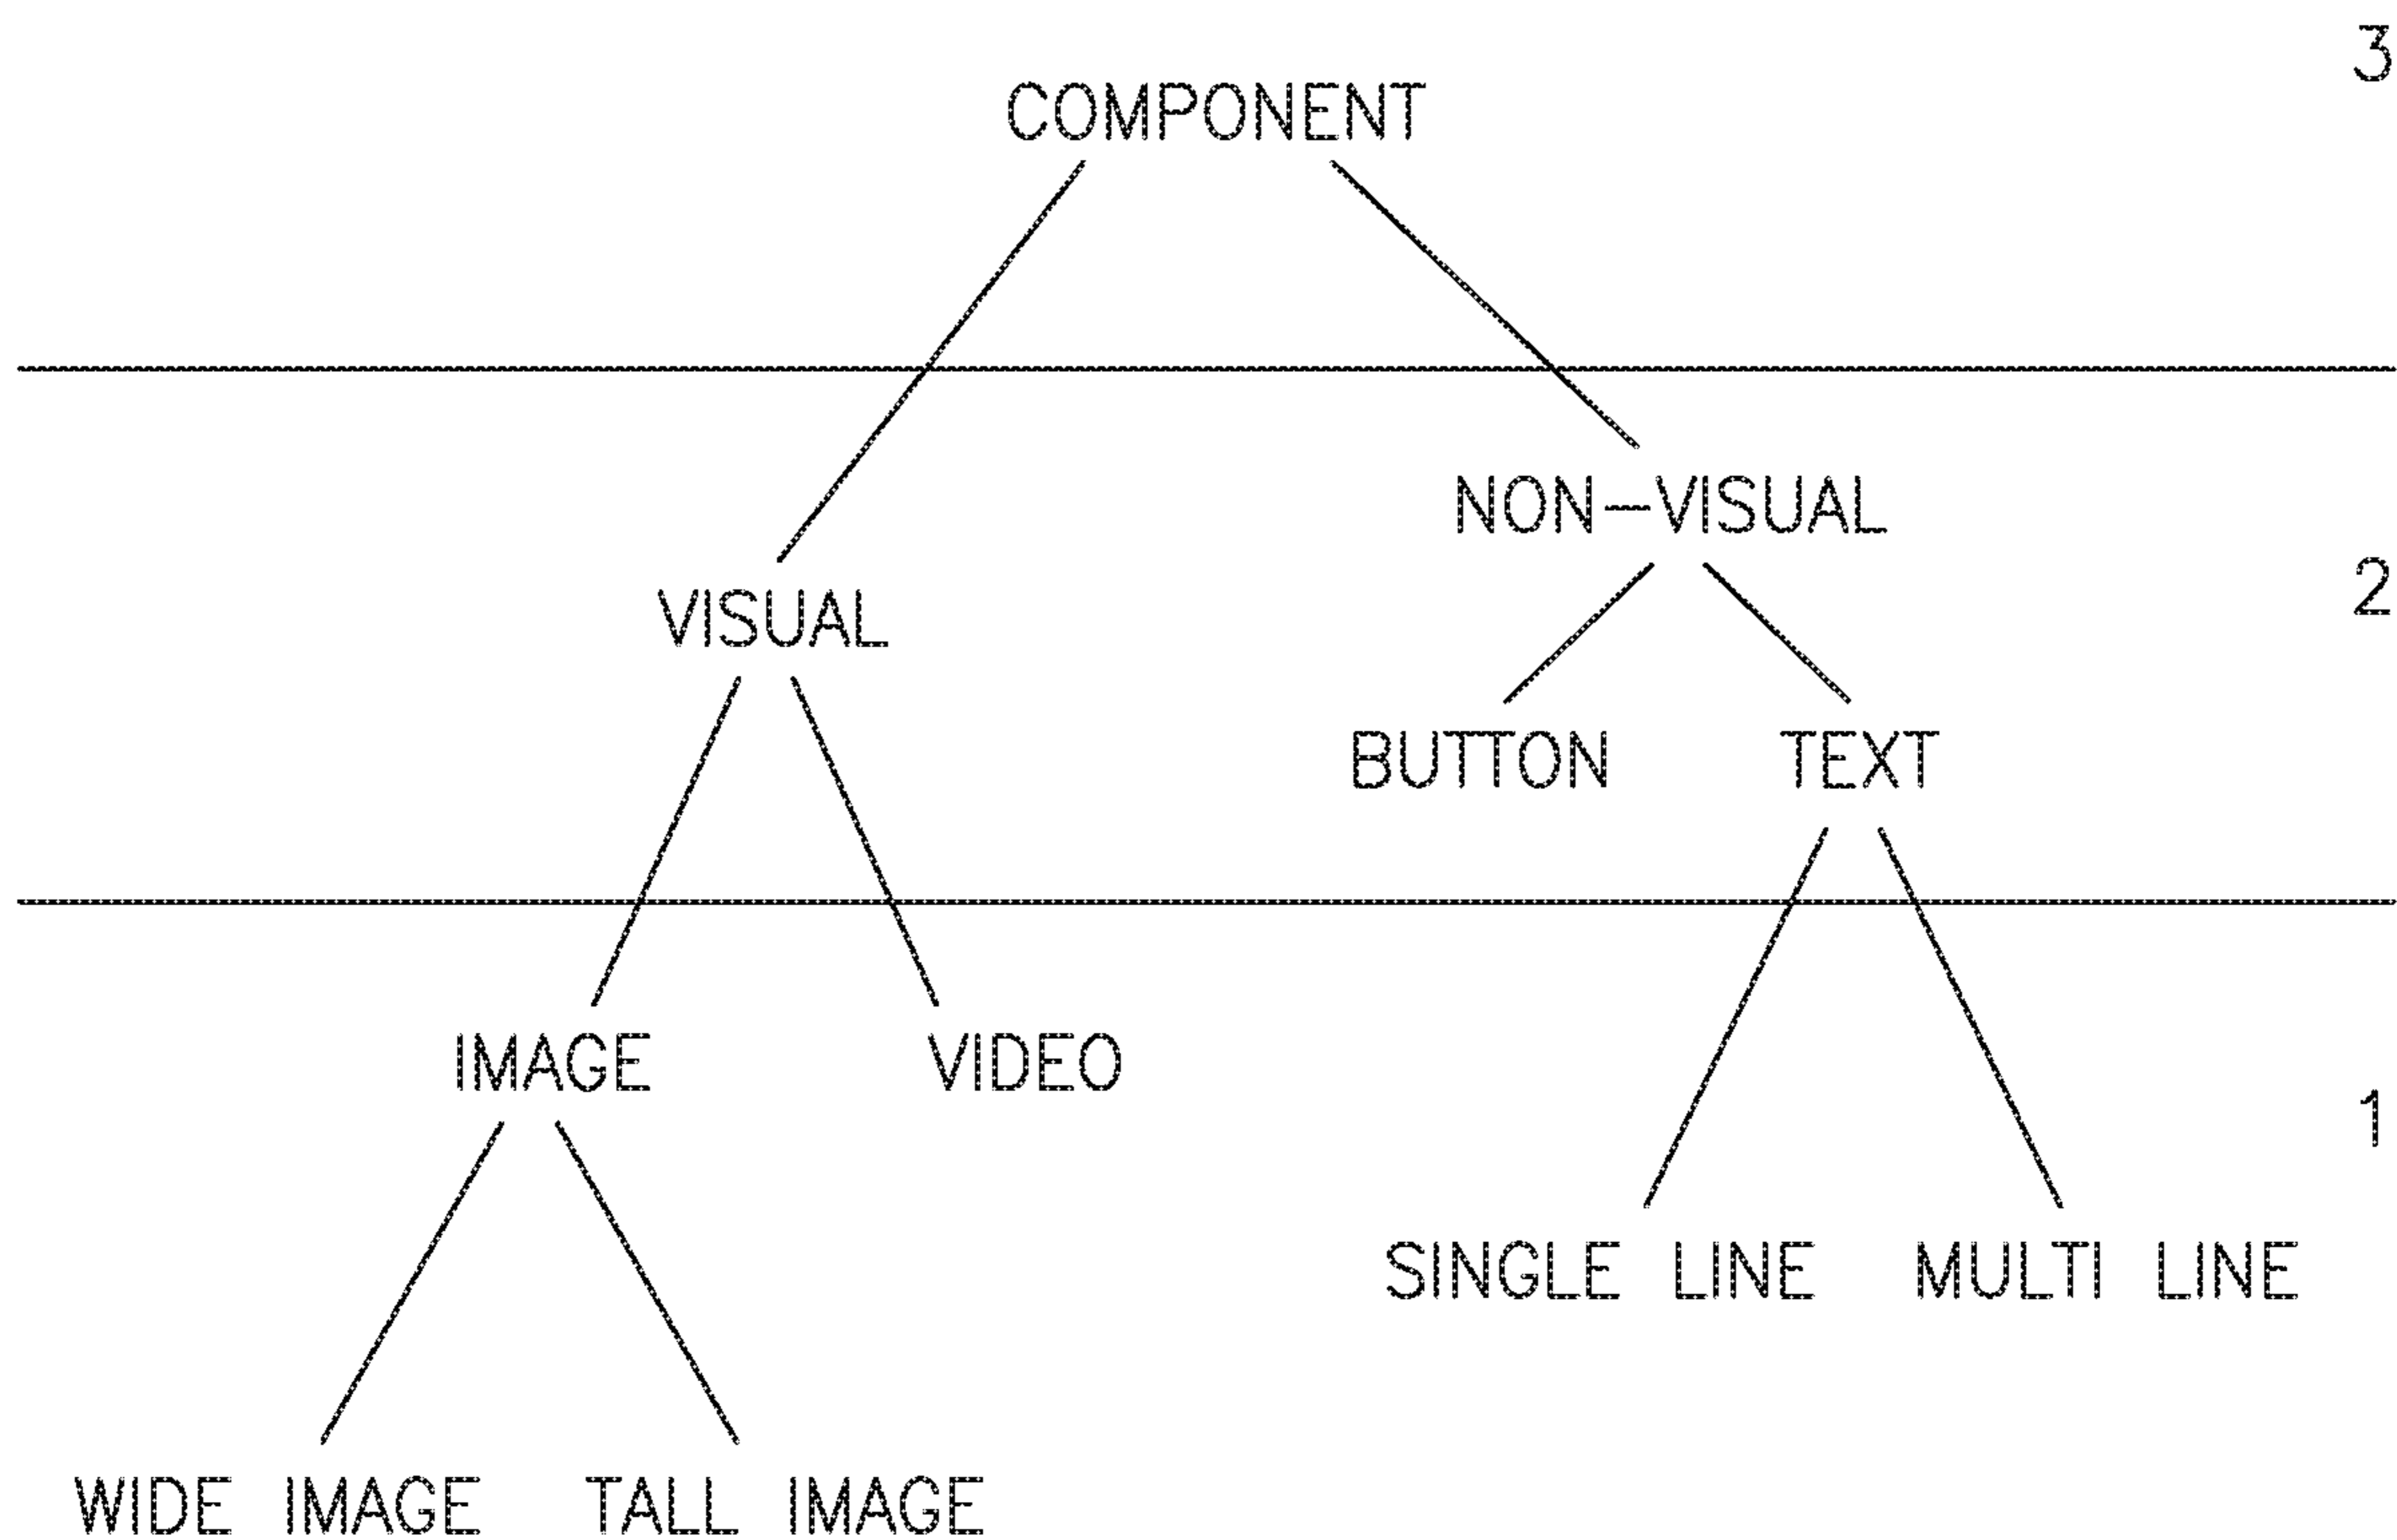 3
COMPONENT
NON-VISUAL
2
VISUAL
BUTTON TEXT
IMAGE VIDEO
1
SINGLE LINE MULTI LINE
WIDE IMAGE TALL IMAGE